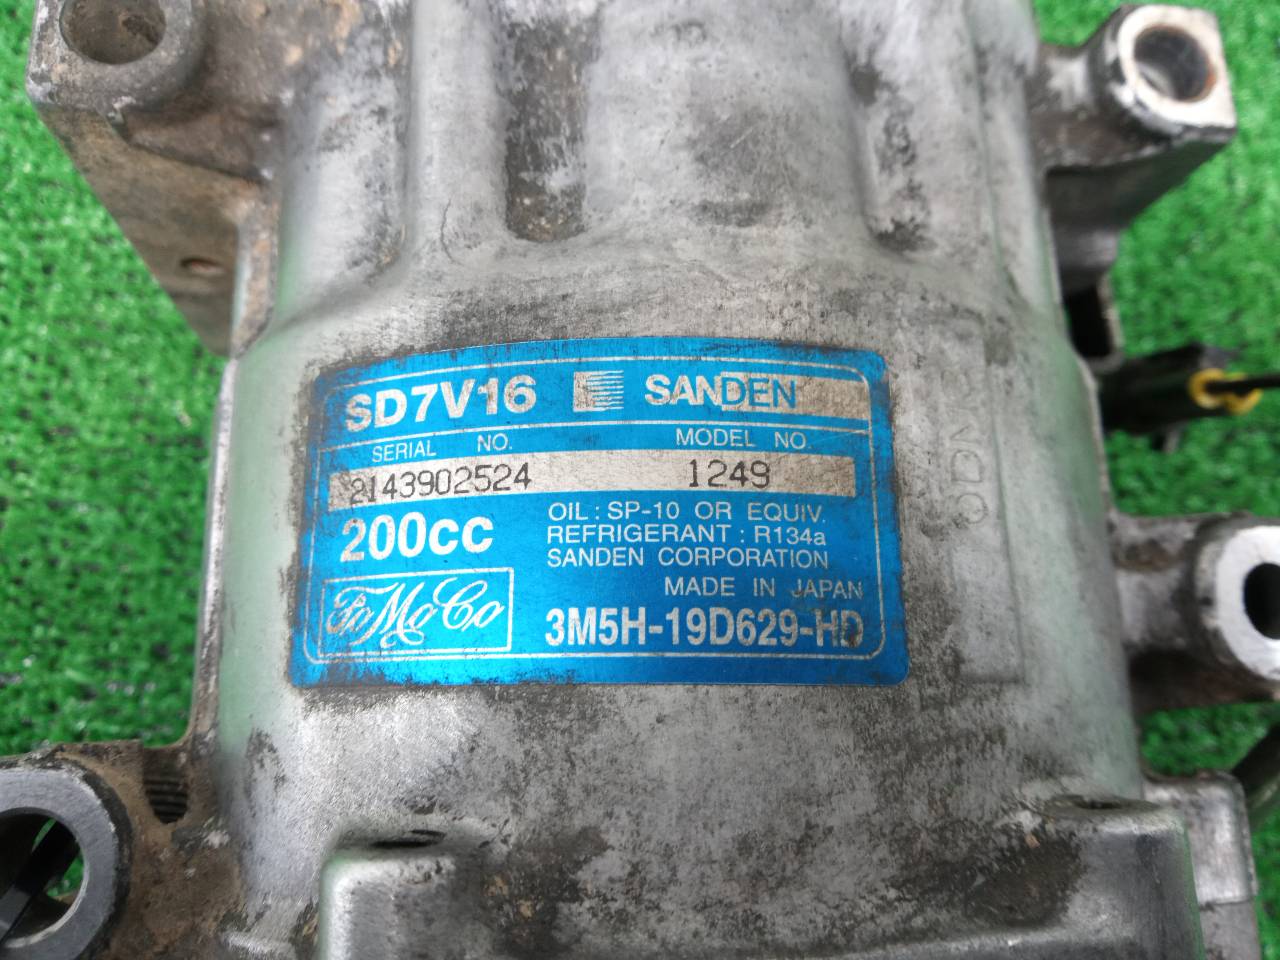 SD7V16 SANDEN
SERIAL NO. MODEL NO.
2143902524 1249
200cc
OIL : SP-10 OR EQUIV.
REFRIGERANT : R134a
SANDEN CORPORATION
MADE IN JAPAN
FoMoCo
3M5H-19D629-HD